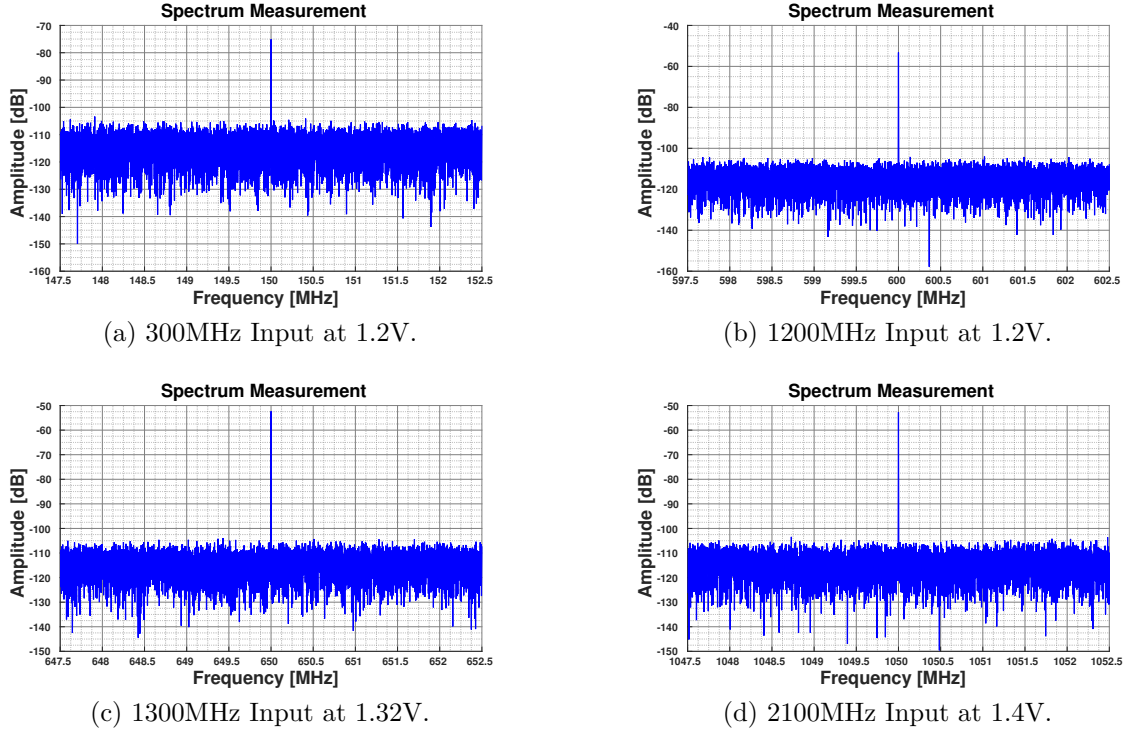 Spectrum Measurement
Amplitude [dB]
-70
-80
-90
-100
-110
-120
-130
-140
-150
-160
147.5 148 148.5 149 149.5 150 150.5 151 151.5 152 152.5
Frequency [MHz]
(a) 300MHz Input at 1.2V.
Spectrum Measurement
Amplitude [dB]
-40
-60
-80
-100
-120
-140
-160
597.5 598 598.5 599 599.5 600 600.5 601 601.5 602 602.5
Frequency [MHz]
(b) 1200MHz Input at 1.2V.
Spectrum Measurement
Amplitude [dB]
-50
-60
-70
-80
-90
-100
-110
-120
-130
-140
-150
647.5 648 648.5 649 649.5 650 650.5 651 651.5 652 652.5
Frequency [MHz]
(c) 1300MHz Input at 1.32V.
Spectrum Measurement
Amplitude [dB]
-50
-60
-70
-80
-90
-100
-110
-120
-130
-140
-150
1047.5 1048 1048.5 1049 1049.5 1050 1050.5 1051 1051.5 1052 1052.5
Frequency [MHz]
(d) 2100MHz Input at 1.4V.